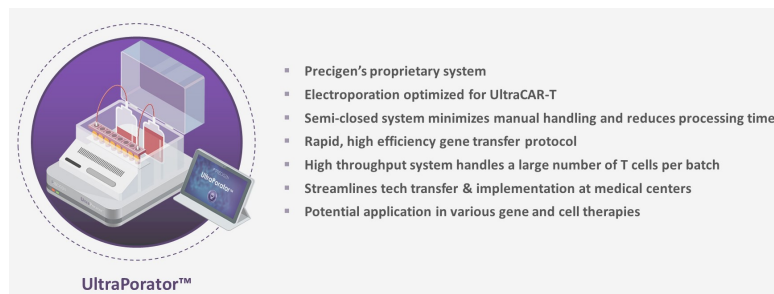 Precigen's proprietary system
Electroporation optimized for UltraCAR-T
Semi-closed system minimizes manual handling and reduces processing time
Rapid, high efficiency gene transfer protocol
High throughput system handles a large number of T cells per batch
Streamlines tech transfer & implementation at medical centers
Potential application in various gene and cell therapies
UltraPorator™
UltraPorator™